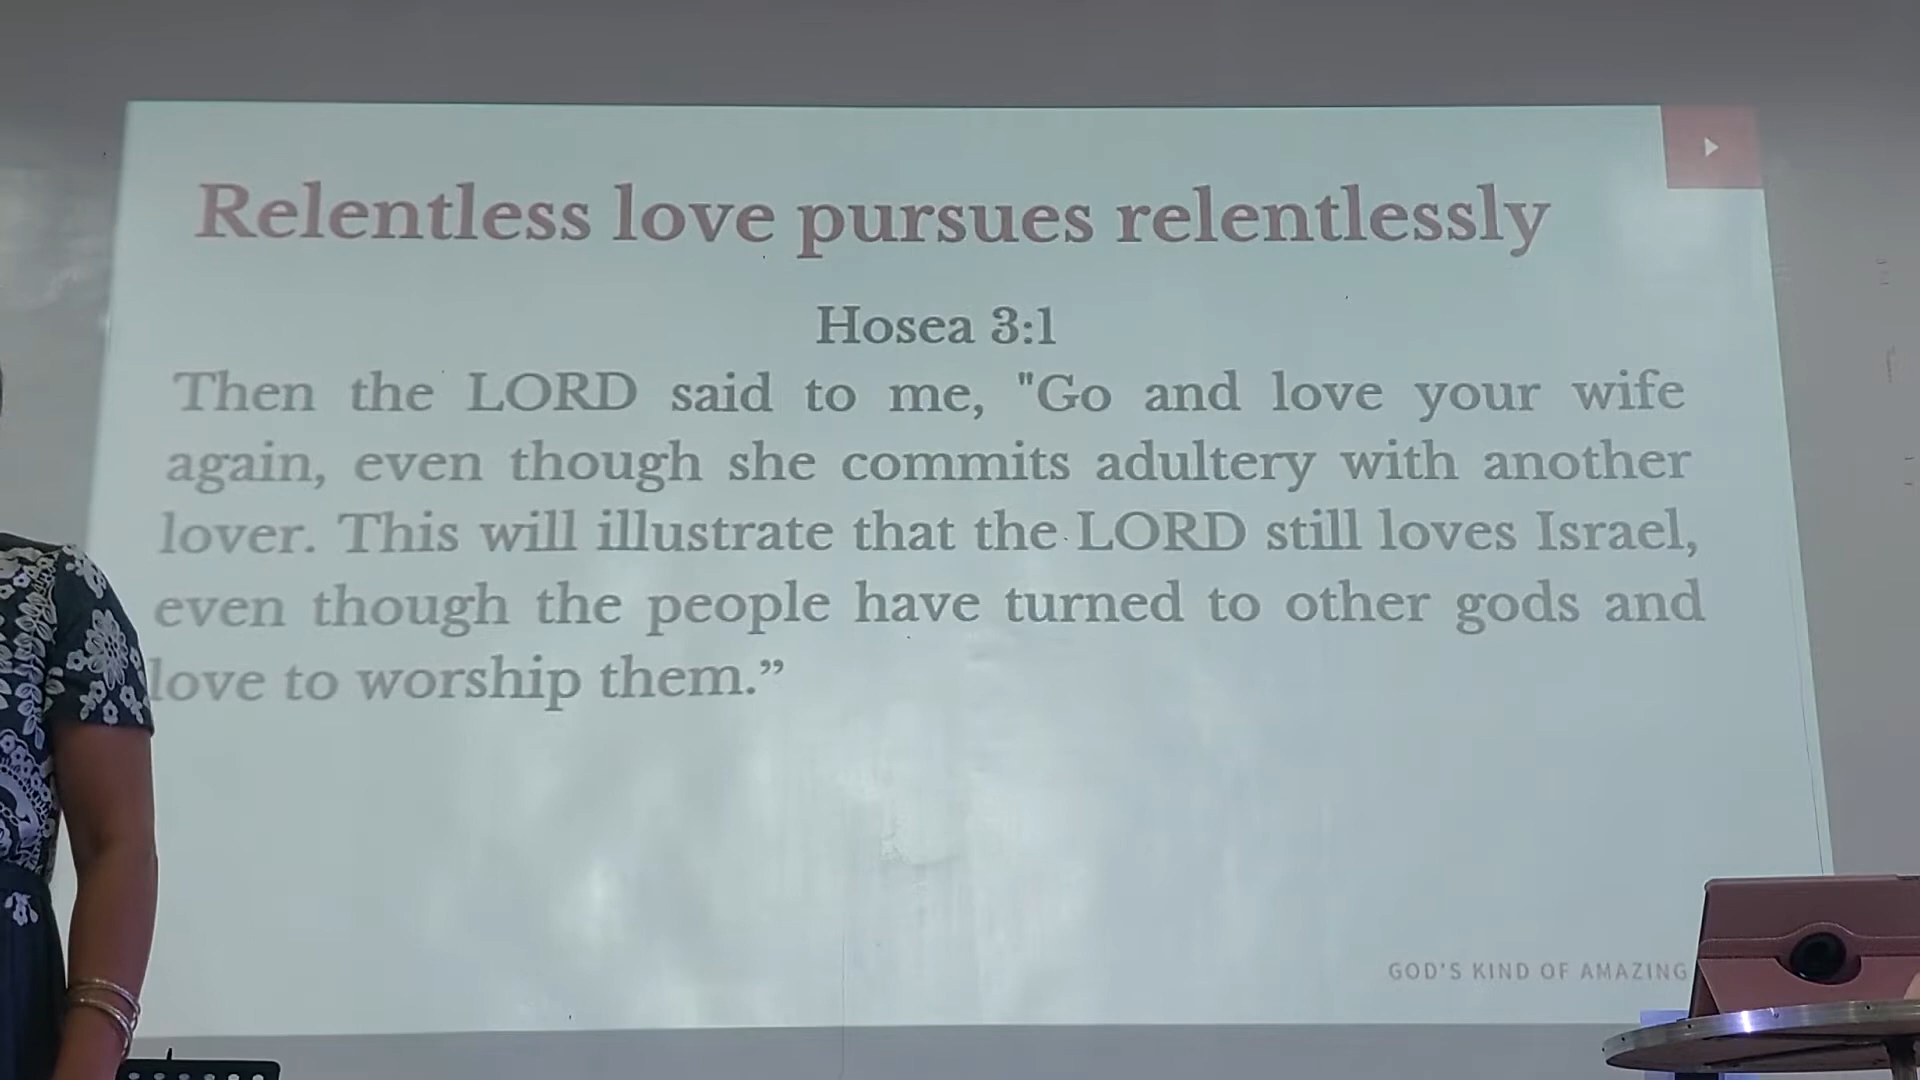 Relentless love pursues relentlessly
Hosea 3:1
Then the LORD said to me, "Go and love your wife
again, even though she commits adultery with another
lover. This will illustrate that the LORD still loves Israel,
even though the people have turned to other gods and
love to worship them.”
GOD'S KIND OF AMAZING